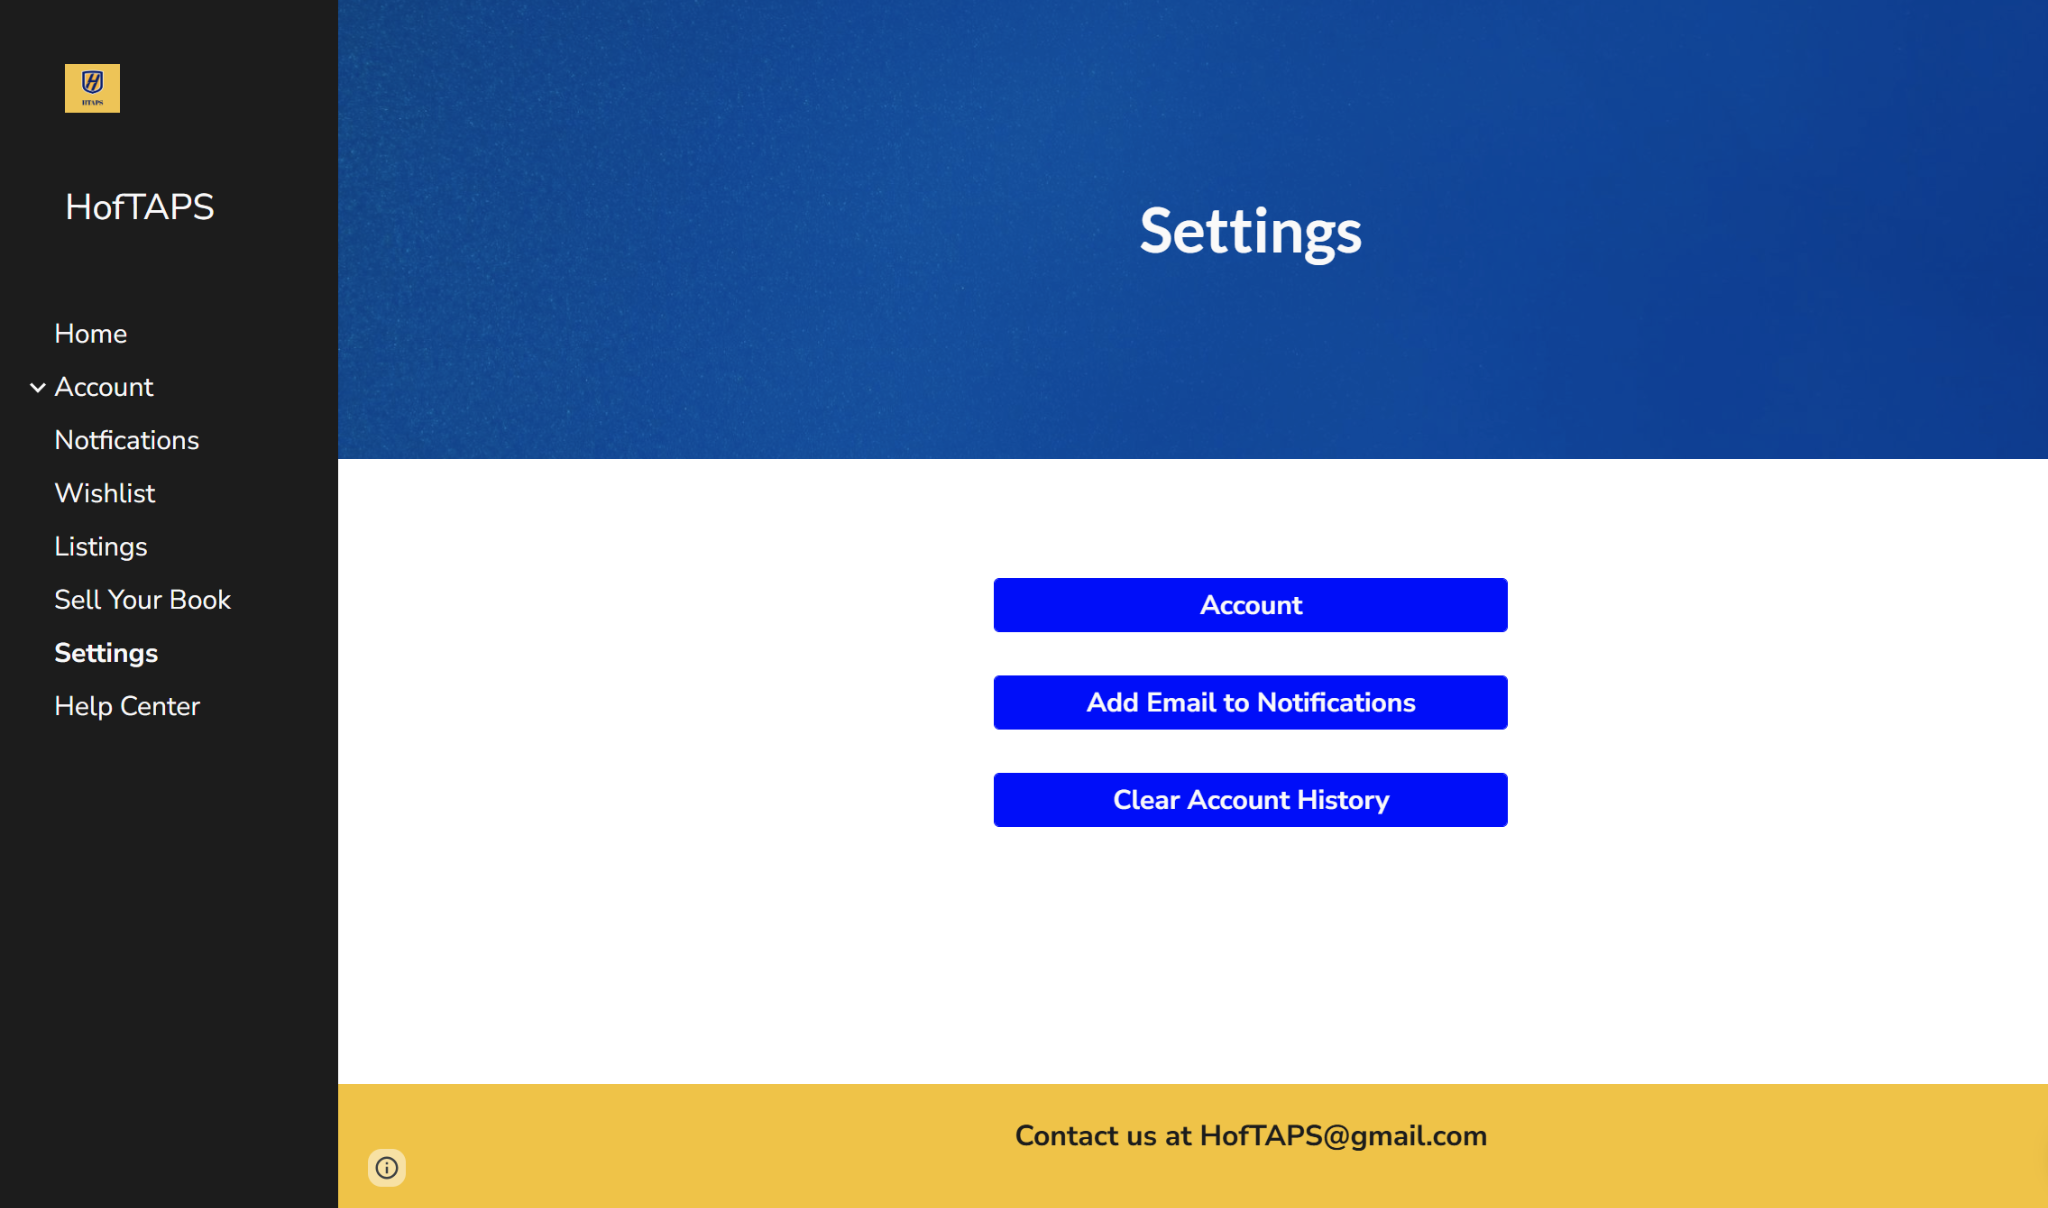 H
HTAPS
HofTAPS
Home
Account
Notfications
Wishlist
Listings
Sell Your Book
Settings
Help Center
Settings
Account
Add Email to Notifications
Clear Account History
Contact us at HofTAPS@gmail.com